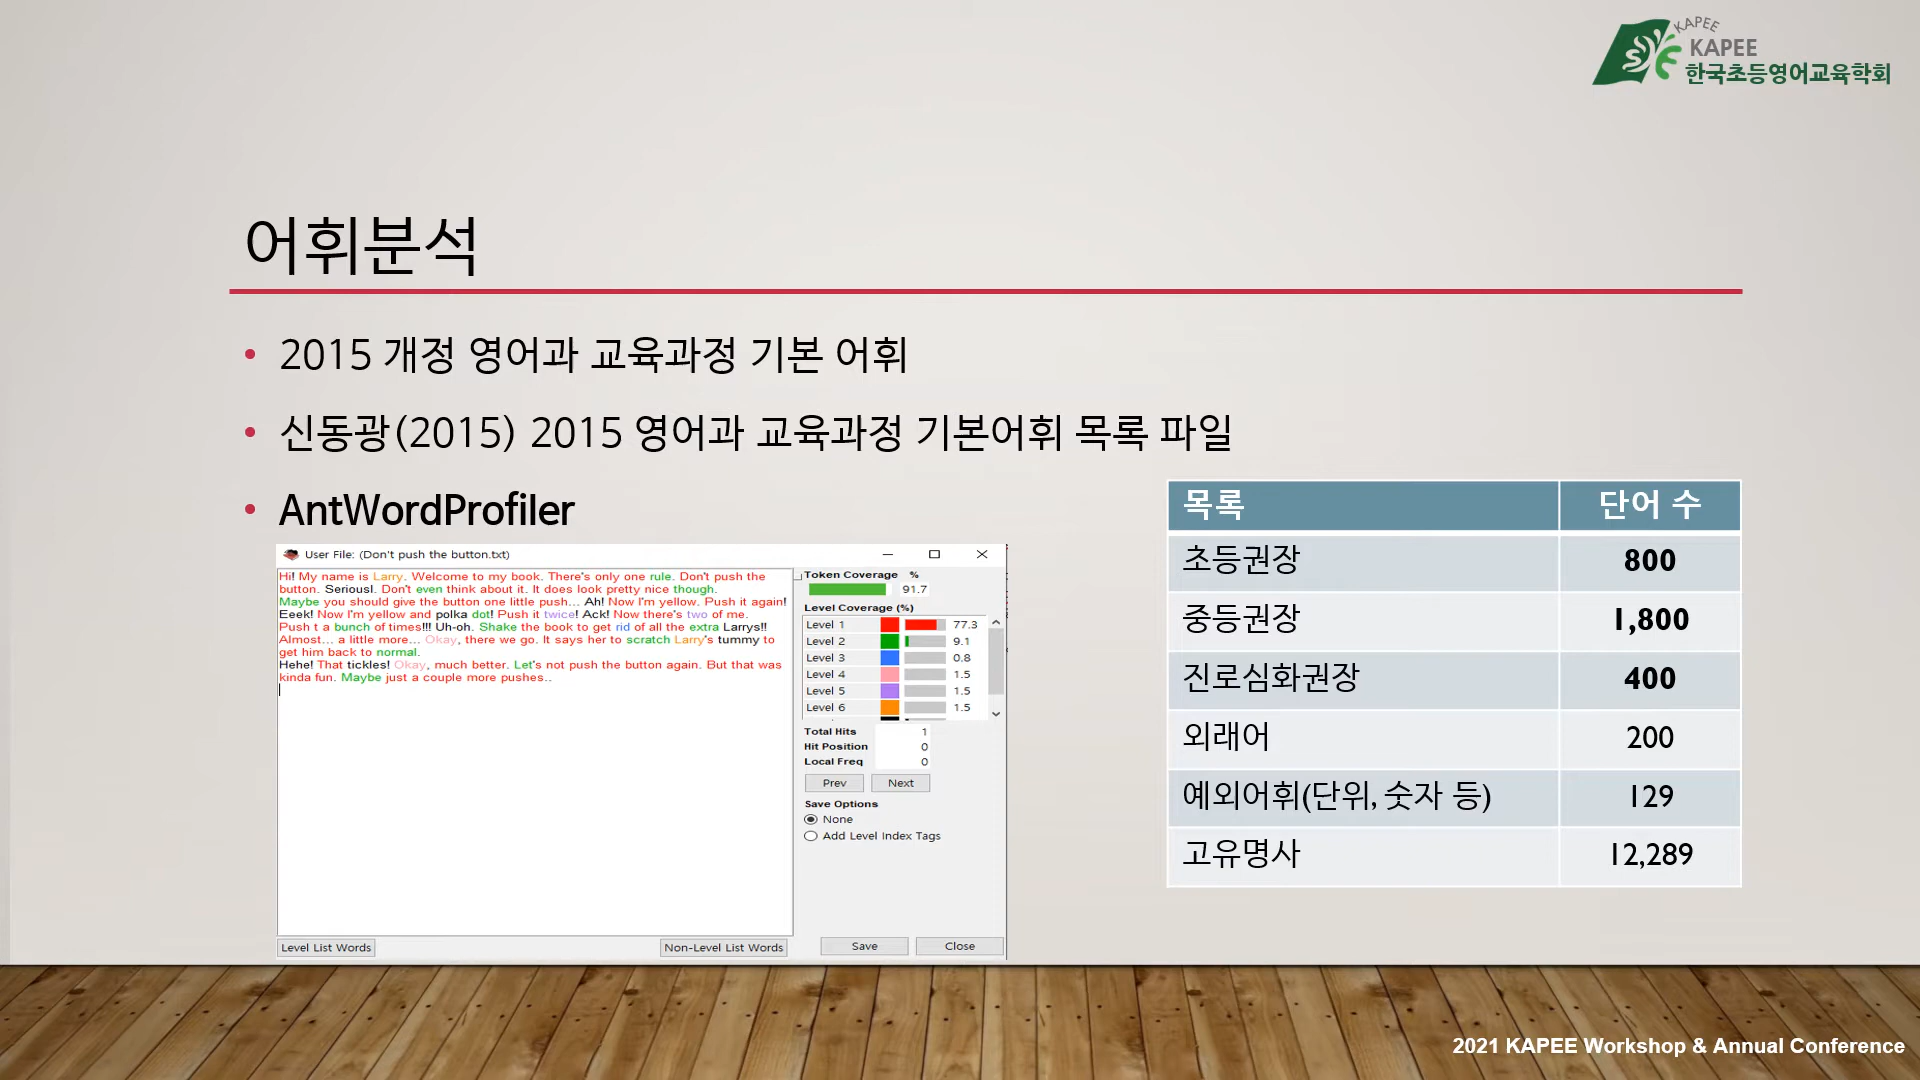 KAPEE
KAPEE
한국초등영어교육학회
어휘분석
• 2015 개정 영어과 교육과정 기본 어휘
• 신동광(2015) 2015 영어과 교육과정 기본어휘 목록 파일
• AntWordProfiler
User File: (Don't push the button.txt)
Hi! My name is Larry. Welcome to my book. There's only one rule. Don't push the
button. Serious!. Don't even think about it. It does look pretty nice though.
Maybe you should give the button one little push... Ah! Now I'm yellow. Push it again!
Eeek! Now I'm yellow and polka dot! Push it twice! Ack! Now there's two of me.
Push t a bunch of times!!! Uh-oh. Shake the book to get rid of all the extra Larrys!!
Almost... a little more... Okay, there we go. It says her to scratch Larry's tummy to
get him back to normal.
Hehe! That tickles! Okay, much better. Let's not push the button again. But that was
kinda fun. Maybe just a couple more pushes..
Token Coverage %
91.7
Level Coverage (%)
Level 1 77.3
Level 2 9.1
Level 3 0.8
Level 4 1.5
Level 5 1.5
Level 6 1.5
Total Hits 1
Hit Position 0
Local Freq 0
Prev Next
Save Options
None
Add Level Index Tags
Level List Words Non-Level List Words Save Close
목록 단어 수
초등권장 800
중등권장 1,800
진로심화권장 400
외래어 200
예외어휘(단위, 숫자 등) 129
고유명사 12,289
2021 KAPEE Workshop & Annual Conference